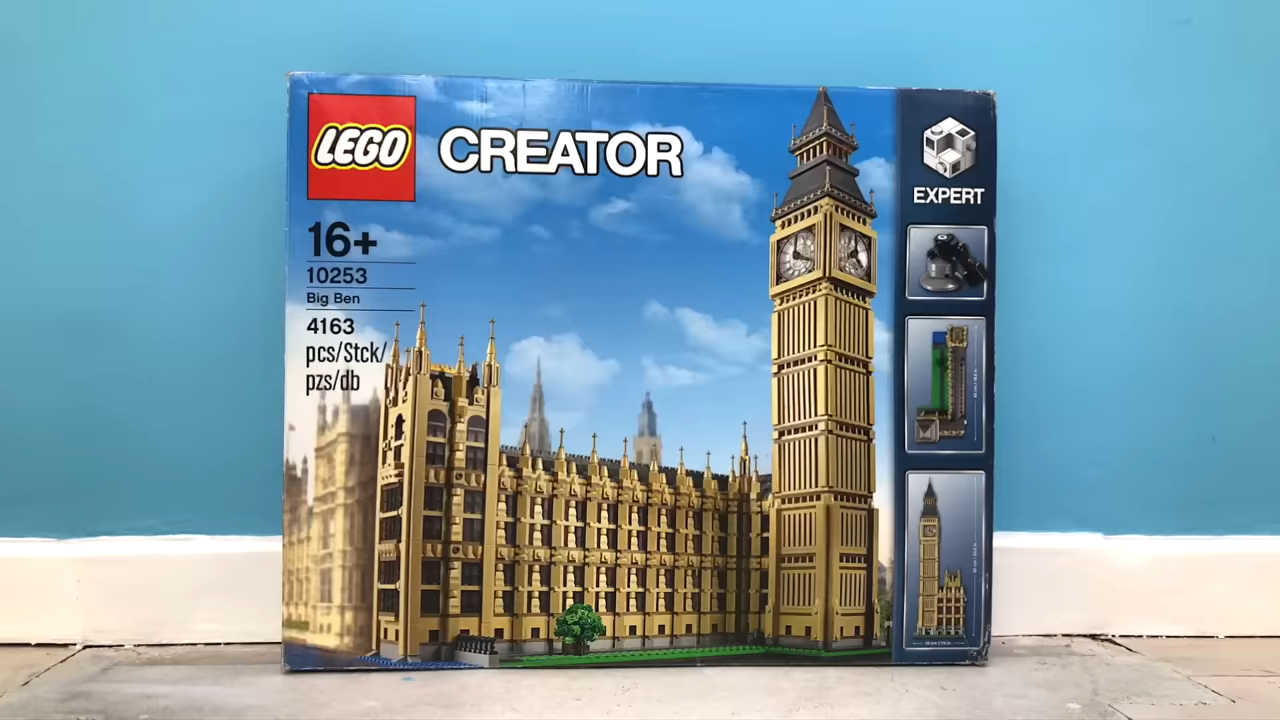 LEGO CREATOR
EXPERT
16+
10253
Big Ben
4163
pcs/Stck/
pzs/db